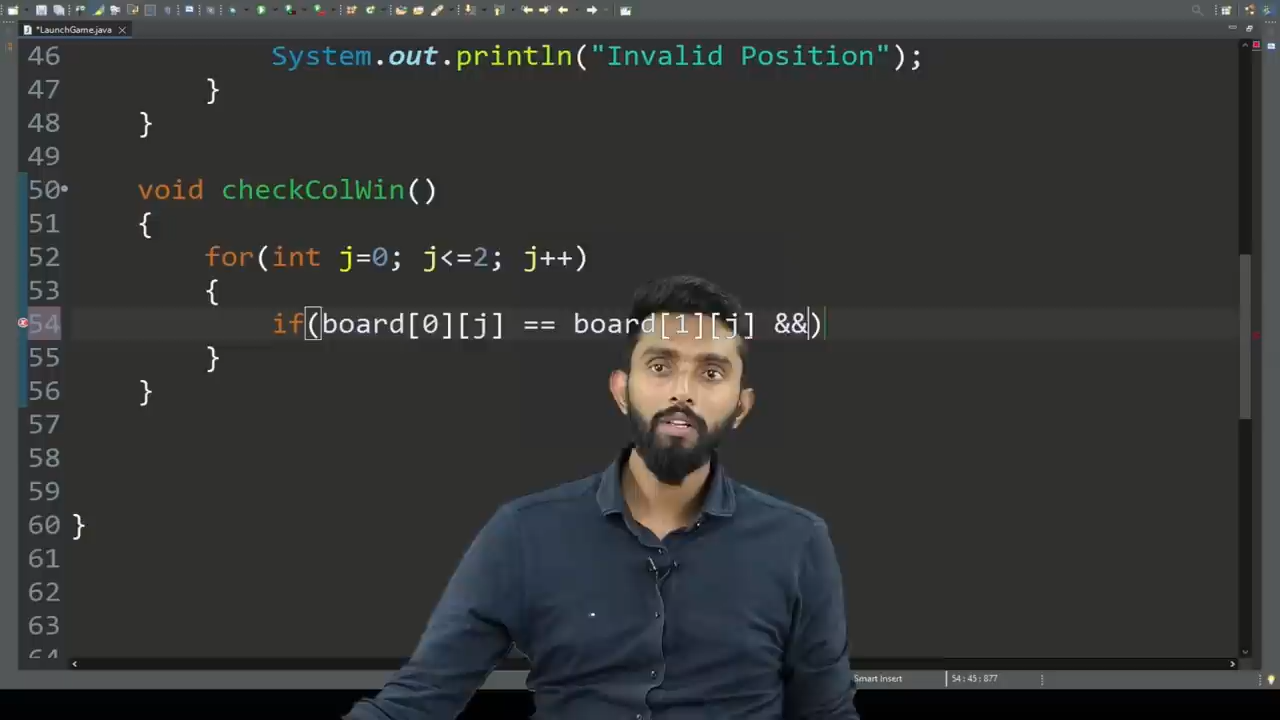 *LaunchGame.java
46 System.out.println("Invalid Position");
47 }
48 }
49
50 void checkColWin()
51 {
52 for(int j=0; j<=2; j++)
53 {
54 if(board[0][j] == board[1][j] &&)
55 }
56 }
57
58
59
60 }
61
62
63
64
Smart Insert 54 : 45 : 877